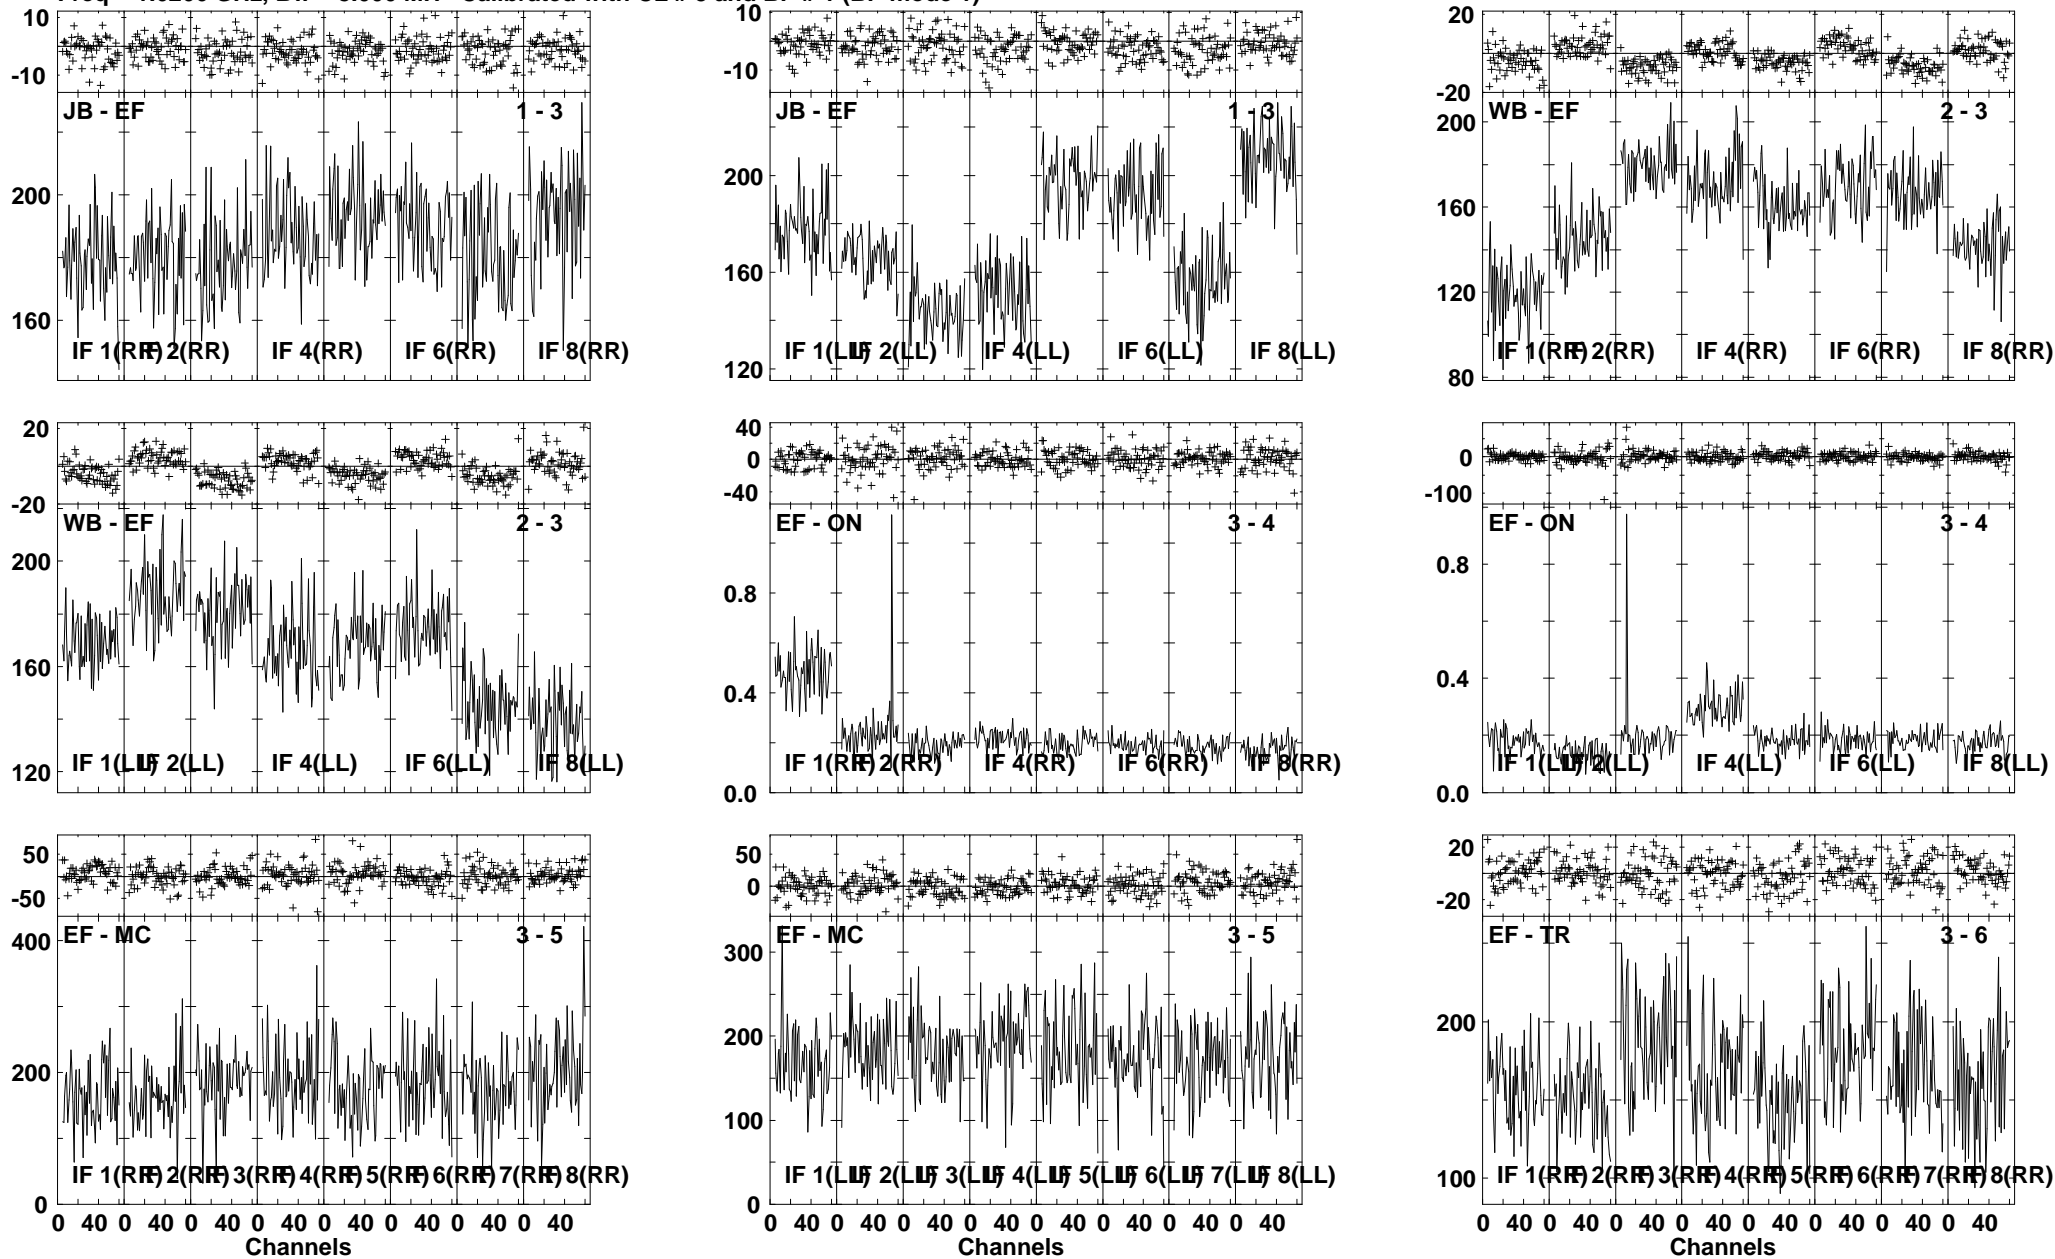 10
-10
JB - EF 1 - 3
200
160
IF 1(RR) IF 2(RR) IF 4(RR) IF 6(RR) IF 8(RR)
10
-10
JB - EF 1 - 3
200
160
120
IF 1(LL) IF 2(LL) IF 4(LL) IF 6(LL) IF 8(LL)
20
-20
WB - EF 2 - 3
200
160
120
80
IF 1(RR) IF 2(RR) IF 4(RR) IF 6(RR) IF 8(RR)
20
-20
WB - EF 2 - 3
200
160
120
IF 1(LL) IF 2(LL) IF 4(LL) IF 6(LL) IF 8(LL)
40
0
-40
EF - ON 3 - 4
0.8
0.4
0.0
IF 1(RR) IF 2(RR) IF 4(RR) IF 6(RR) IF 8(RR)
0
-100
EF - ON 3 - 4
0.8
0.4
0.0
IF 1(LL) IF 2(LL) IF 4(LL) IF 6(LL) IF 8(LL)
50
-50
EF - MC 3 - 5
400
200
0
IF 1(RR) IF 2(RR) IF 3(RR) IF 4(RR) IF 5(RR) IF 6(RR) IF 7(RR) IF 8(RR)
0 40 0 40 0 40 0 40 0 40 0 40 0 40 0 40
Channels
50
0
EF - MC 3 - 5
300
200
100
0
IF 1(LL) IF 2(LL) IF 3(LL) IF 4(LL) IF 5(LL) IF 6(LL) IF 7(LL) IF 8(LL)
0 40 0 40 0 40 0 40 0 40 0 40 0 40 0 40
Channels
20
-20
EF - TR 3 - 6
200
100
IF 1(RR) IF 2(RR) IF 3(RR) IF 4(RR) IF 5(RR) IF 6(RR) IF 7(RR) IF 8(RR)
0 40 0 40 0 40 0 40 0 40 0 40 0 40 0 40
Channels